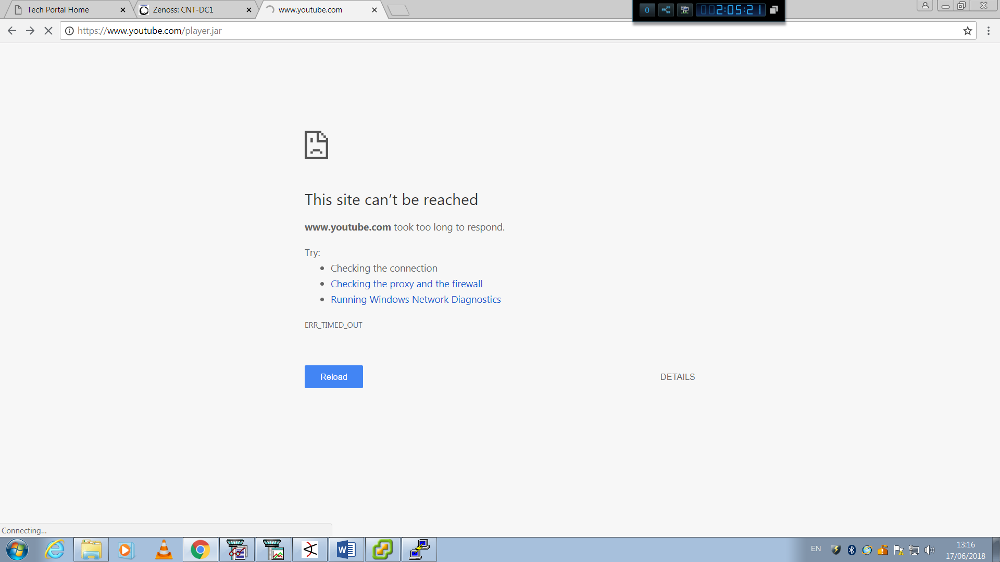 Tech Portal Home
Zenoss: CNT-DC1
www.youtube.com
0
2:05:21
https://www.youtube.com/player.jar
This site can’t be reached
www.youtube.com took too long to respond.
Try:
Checking the connection
Checking the proxy and the firewall
Running Windows Network Diagnostics
ERR_TIMED_OUT
Reload
DETAILS
Connecting...
EN
13:16
17/06/2018